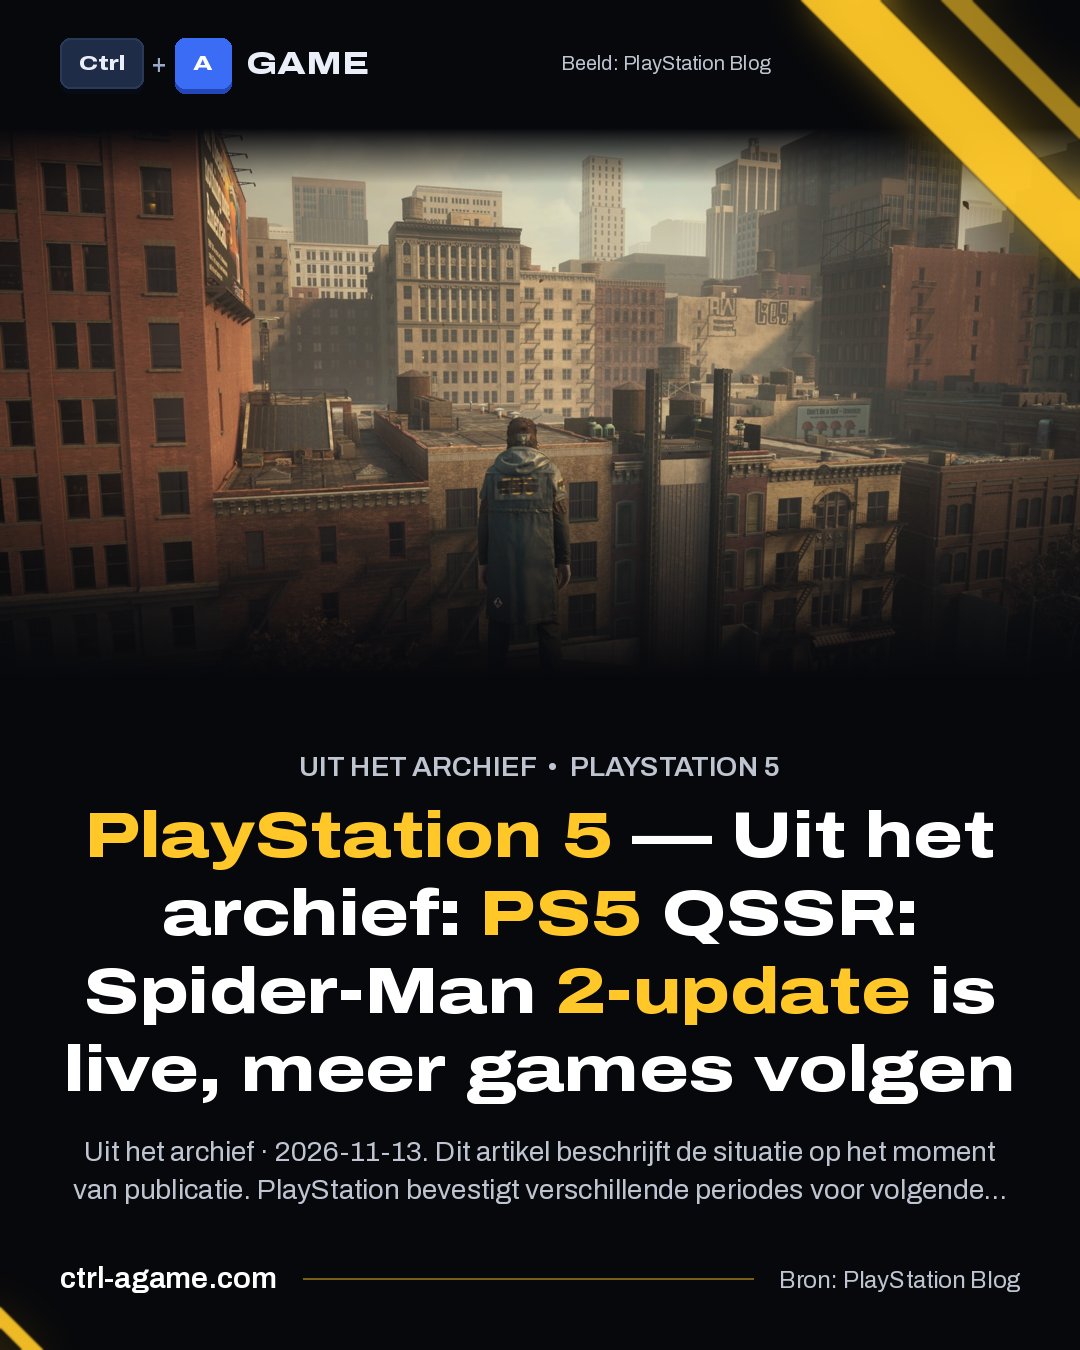 Ctrl + A GAME
Beeld: PlayStation Blog
UIT HET ARCHIEF • PLAYSTATION 5
PlayStation 5 — Uit het
archief: PS5 QSSR:
Spider-Man 2-update is
live, meer games volgen
Uit het archief · 2026-11-13. Dit artikel beschrijft de situatie op het moment
van publicatie. PlayStation bevestigt verschillende periodes voor volgende...
ctrl-agame.com
Bron: PlayStation Blog